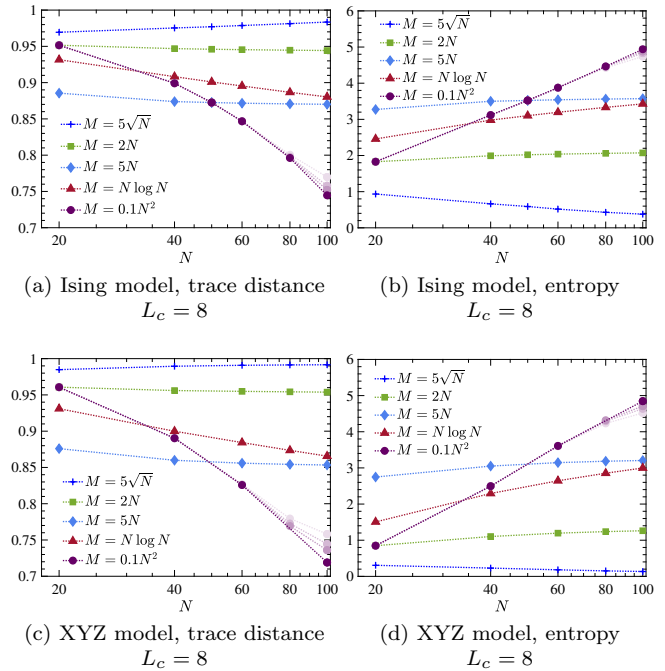 1
0.95
0.9
0.85
0.8
0.75
0.7
M = 5√N
M = 2N
M = 5N
M = N log N
M = 0.1N²
20 40 60 80 100
N
(a) Ising model, trace distance
L_c = 8
6
5
4
3
2
1
0
M = 5√N
M = 2N
M = 5N
M = N log N
M = 0.1N²
20 40 60 80 100
N
(b) Ising model, entropy
L_c = 8
1
0.95
0.9
0.85
0.8
0.75
0.7
M = 5√N
M = 2N
M = 5N
M = N log N
M = 0.1N²
20 40 60 80 100
N
(c) XYZ model, trace distance
L_c = 8
6
5
4
3
2
1
0
M = 5√N
M = 2N
M = 5N
M = N log N
M = 0.1N²
20 40 60 80 100
N
(d) XYZ model, entropy
L_c = 8